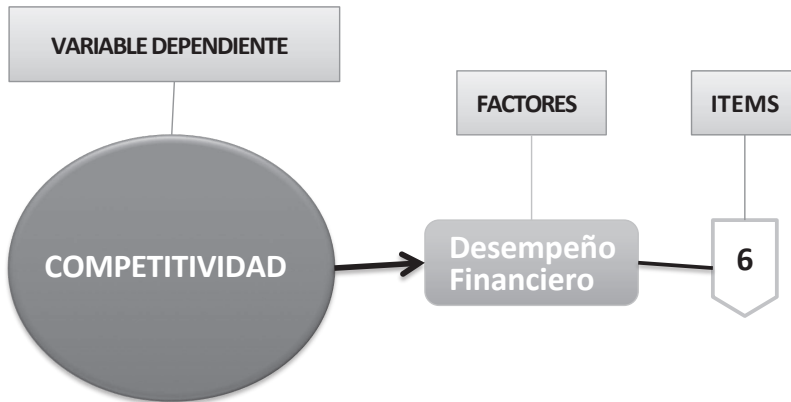 VARIABLE DEPENDIENTE
FACTORES
ITEMS
COMPETITIVIDAD
Desempeño
Financiero
6